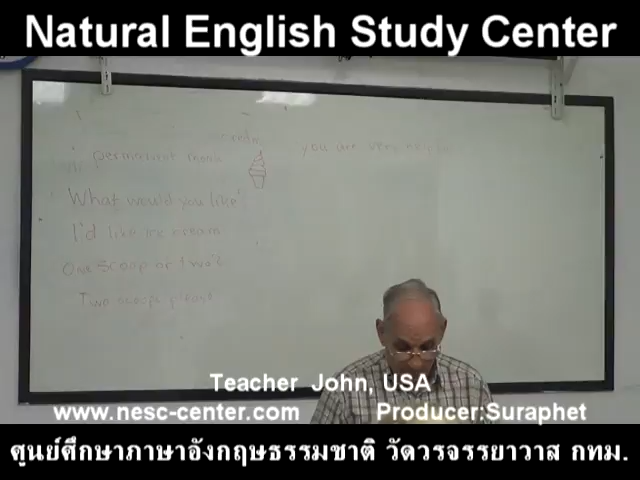 Natural English Study Center
permanent monk
you are very
What would you like?
I'd like ice cream
One scoop or two?
Two scoops please
Teacher John, USA
www.nesc-center.com Producer:Suraphet
ศูนย์ศึกษาภาษาอังกฤษธรรมชาติ วัดวรจรรยาวาส กทม.